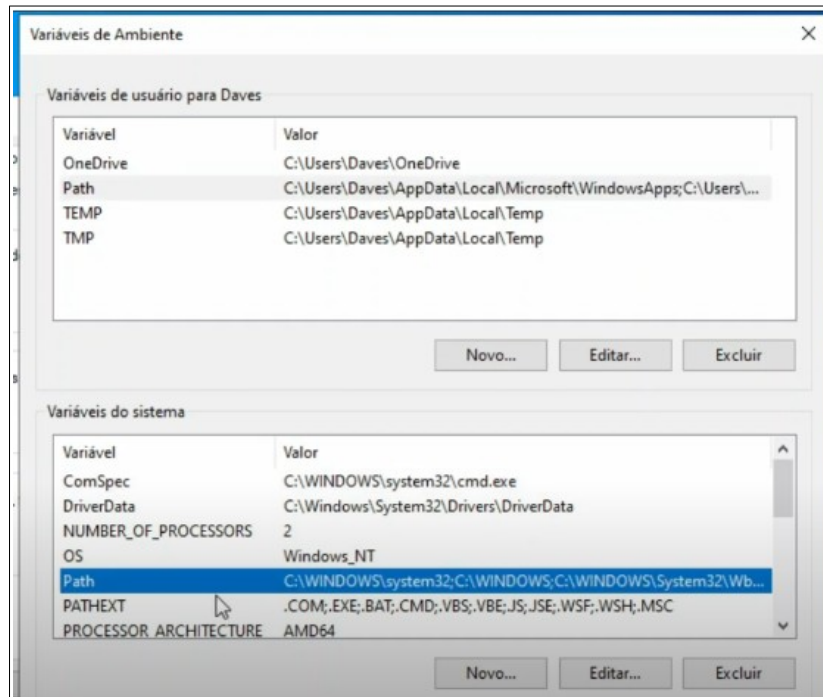 Variáveis de Ambiente
Variáveis de usuário para Daves
Variável Valor
OneDrive C:\Users\Daves\OneDrive
Path C:\Users\Daves\AppData\Local\Microsoft\WindowsApps;C:\Users\...
TEMP C:\Users\Daves\AppData\Local\Temp
TMP C:\Users\Daves\AppData\Local\Temp
Novo... Editar... Excluir
Variáveis do sistema
Variável Valor
ComSpec C:\WINDOWS\system32\cmd.exe
DriverData C:\Windows\System32\Drivers\DriverData
NUMBER_OF_PROCESSORS 2
OS Windows_NT
Path C:\WINDOWS\system32;C:\WINDOWS;C:\WINDOWS\System32\Wb...
PATHEXT .COM;.EXE;.BAT;.CMD;.VBS;.VBE;.JS;.JSE;.WSF;.WSH;.MSC
PROCESSOR_ARCHITECTURE AMD64
Novo... Editar... Excluir